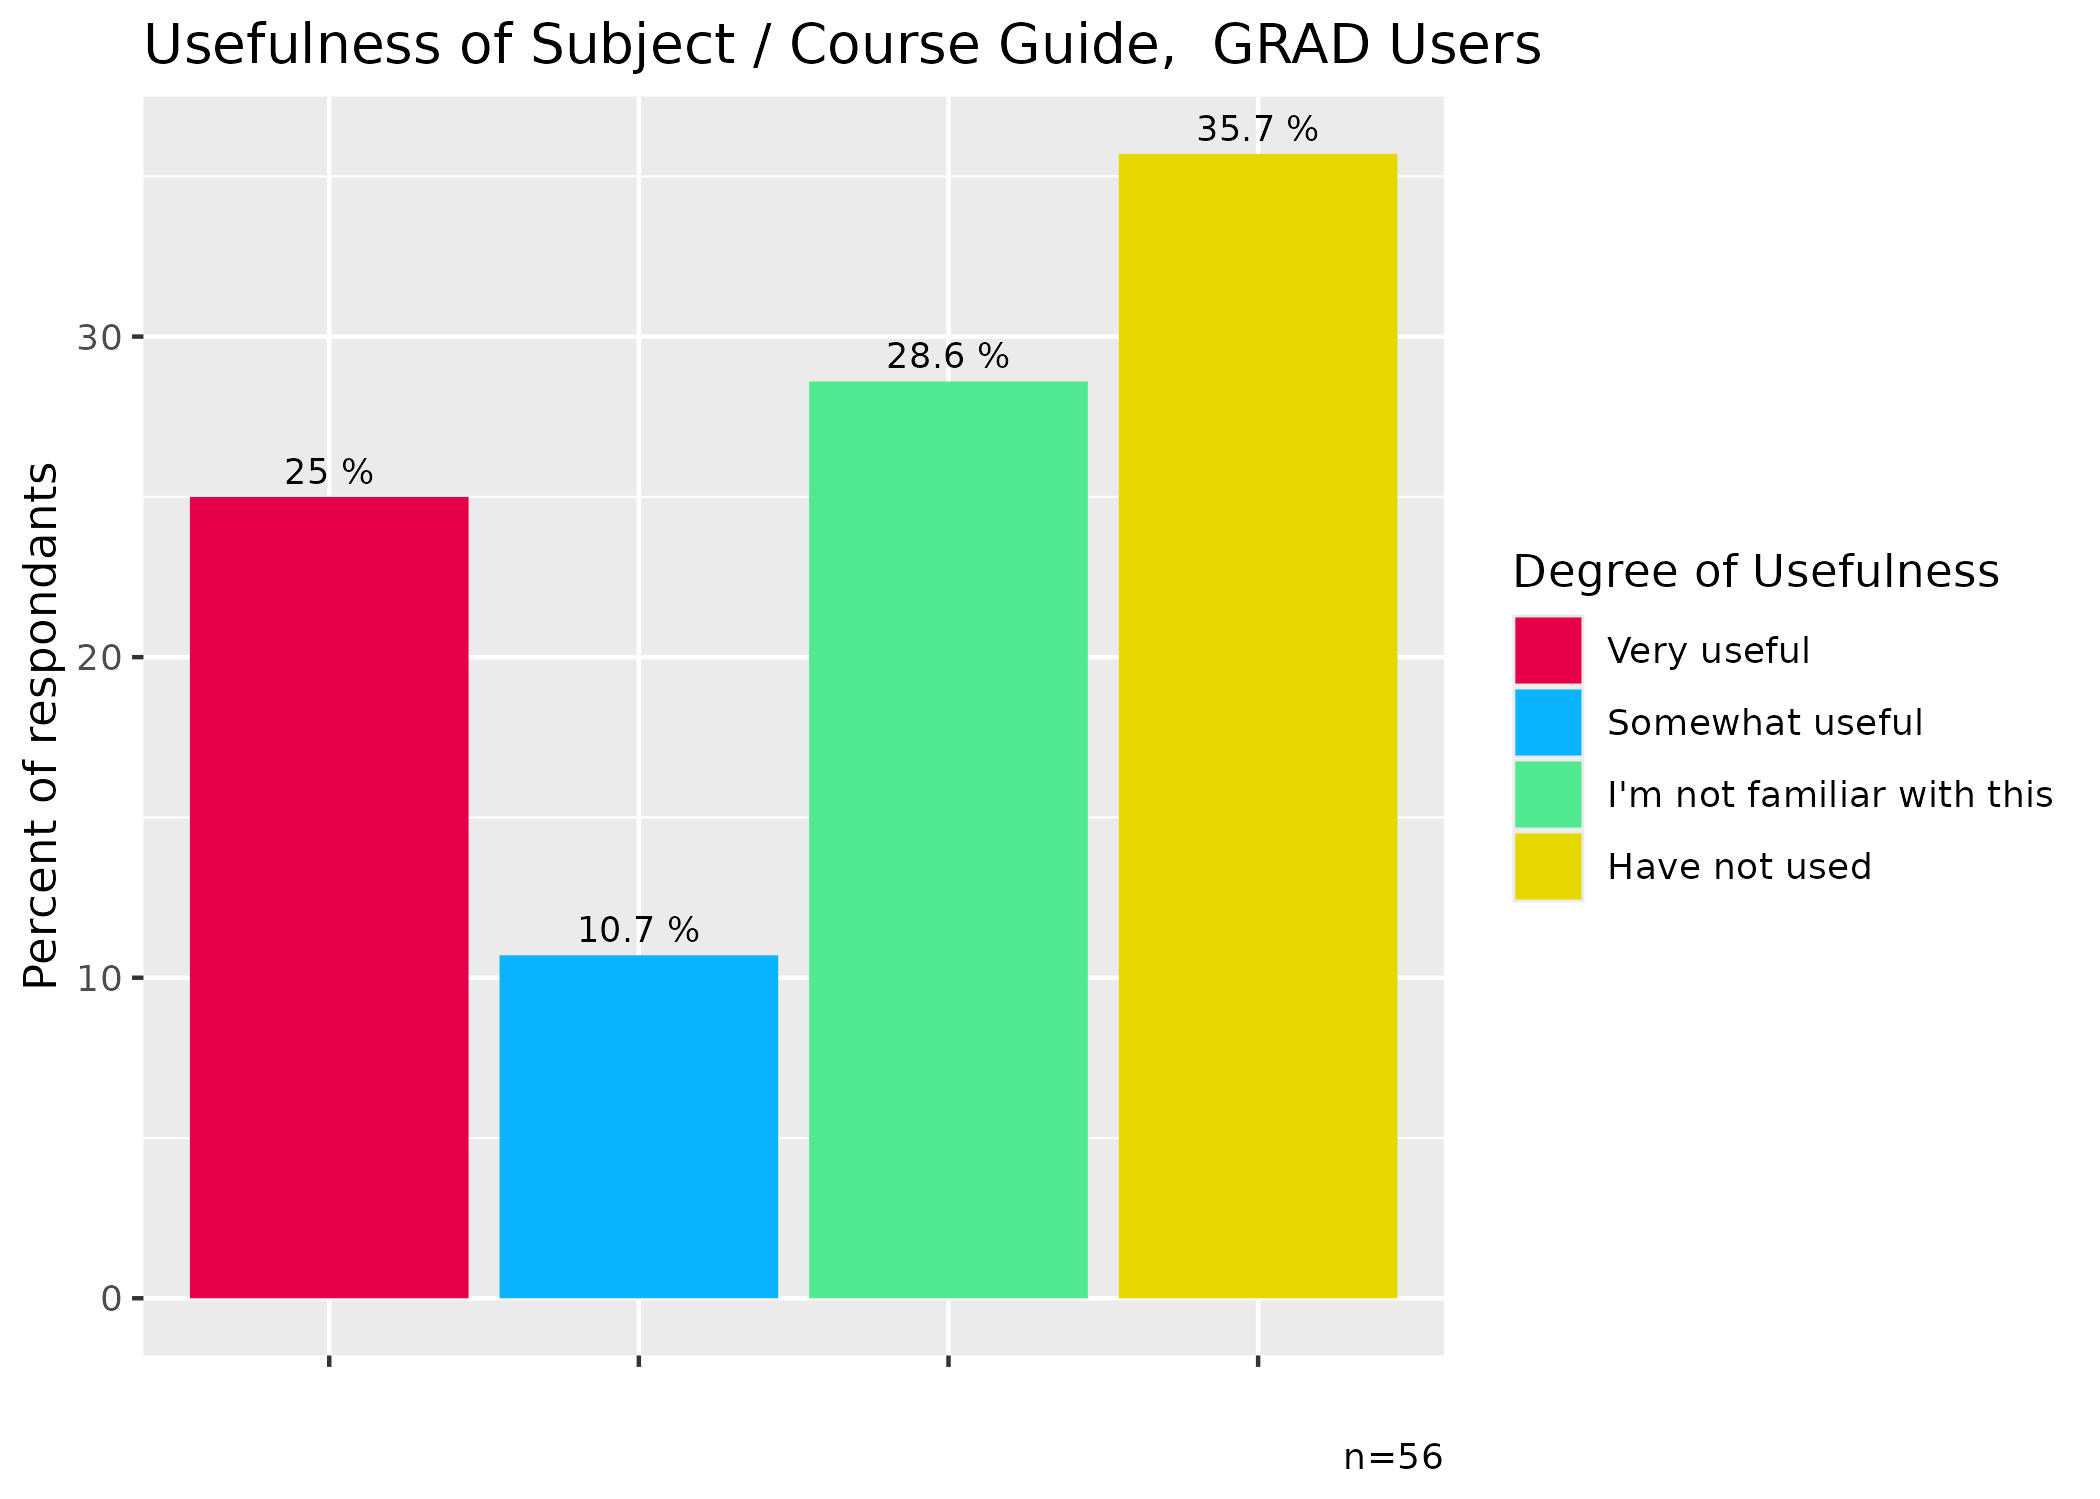 Usefulness of Subject / Course Guide,  GRAD Users
Percent of respondants
30
20
10
0
25 %
10.7 %
28.6 %
35.7 %
Degree of Usefulness
Very useful
Somewhat useful
I'm not familiar with this
Have not used
n=56